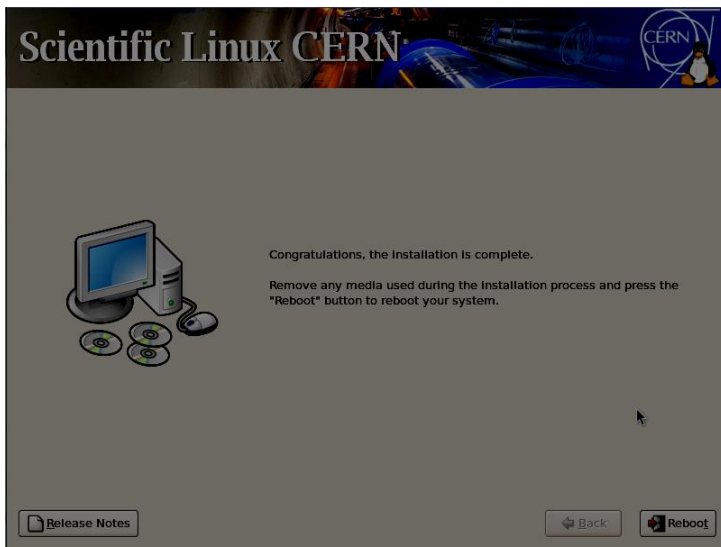 Scientific Linux CERN
CERN
Congratulations, the installation is complete.
Remove any media used during the installation process and press the
"Reboot" button to reboot your system.
Release Notes
Back
Reboot